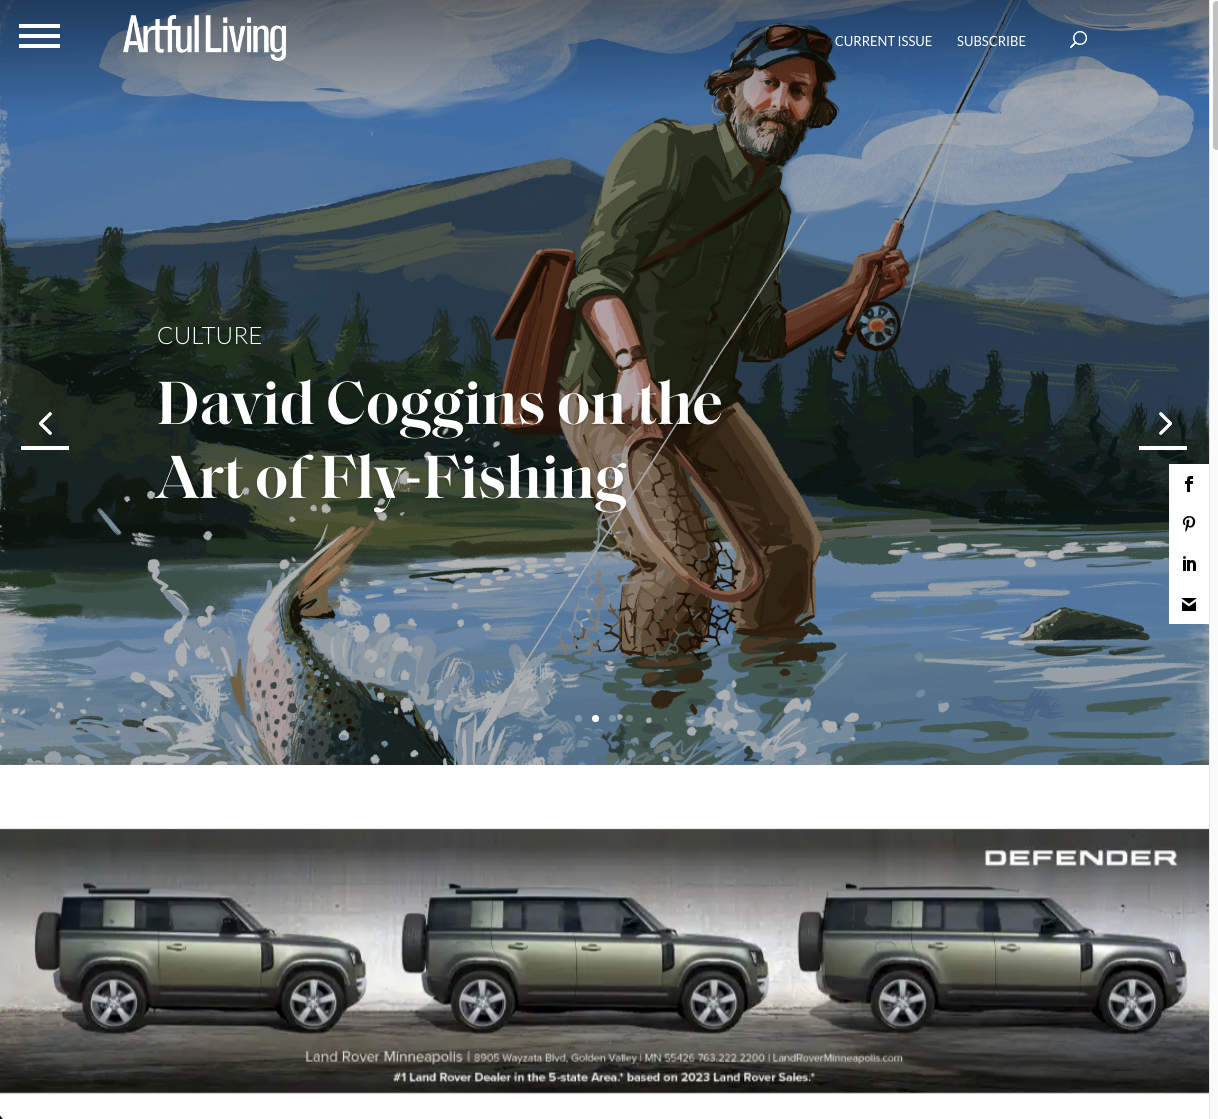 Artful Living
CURRENT ISSUE
SUBSCRIBE
CULTURE
David Coggins on the
Art of Fly-Fishing
DEFENDER
Land Rover Minneapolis | 8905 Wayzata Blvd, Golden Valley | MN 55426 763.222.2200 | LandRoverMinneapolis.com
#1 Land Rover Dealer in the 5-state Area.* based on 2023 Land Rover Sales.*